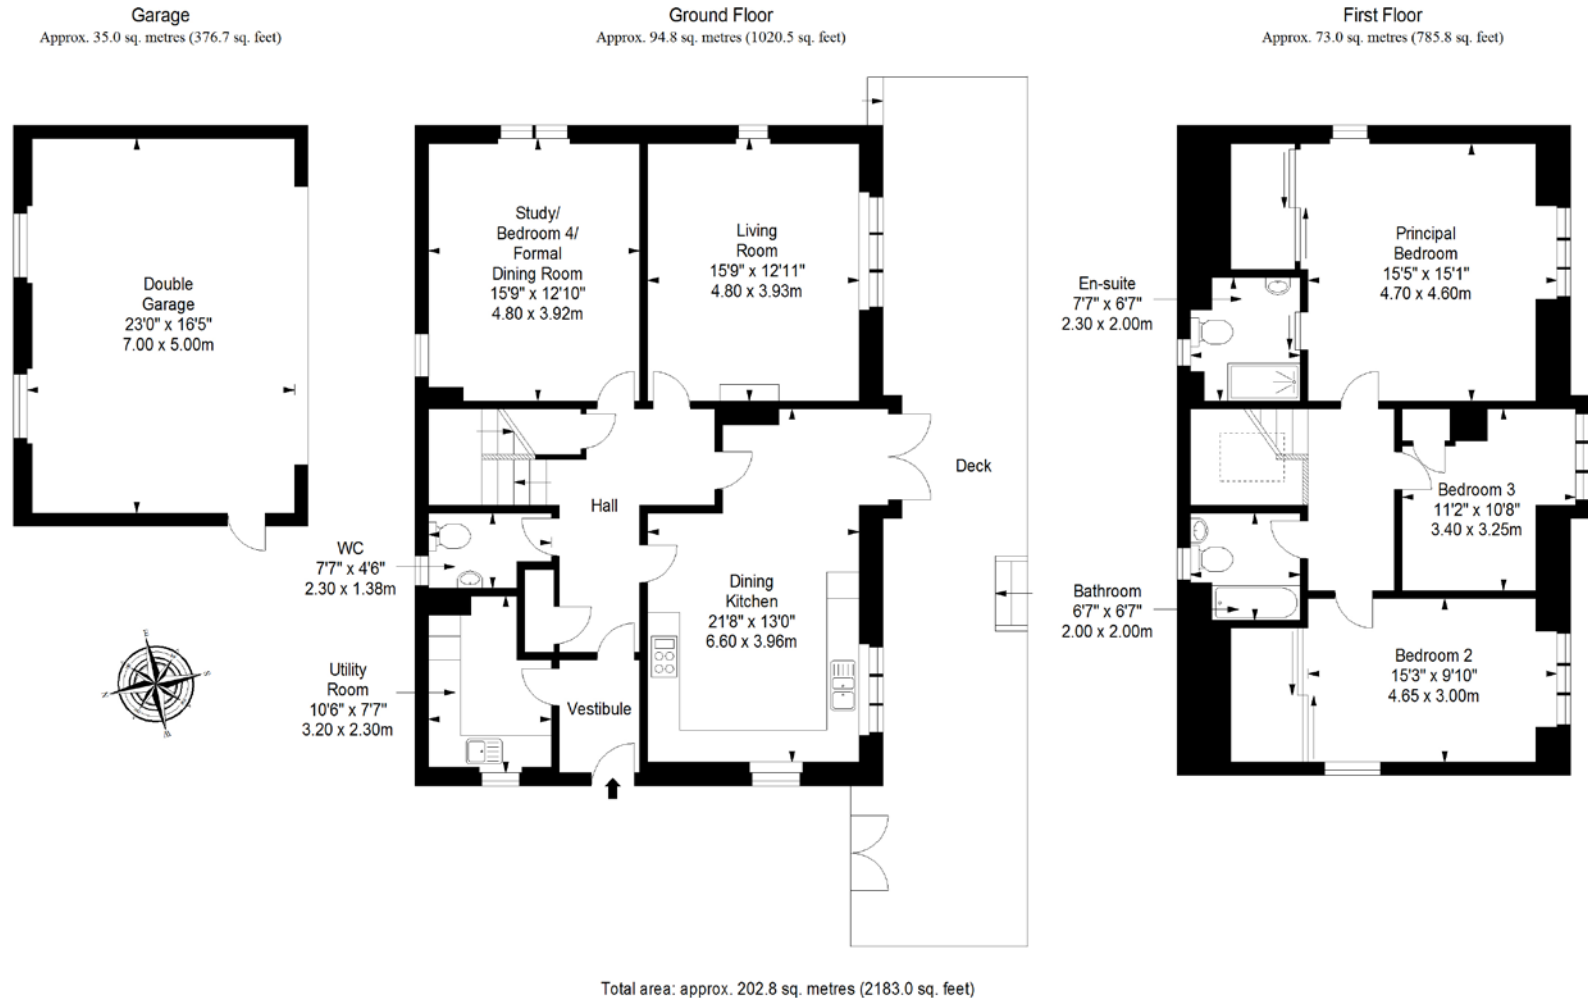 Garage
Approx. 35.0 sq. metres (376.7 sq. feet)
Ground Floor
Approx. 94.8 sq. metres (1020.5 sq. feet)
First Floor
Approx. 73.0 sq. metres (785.8 sq. feet)
Double
Garage
23'0" x 16'5"
7.00 x 5.00m
Study/
Bedroom 4/
Formal
Dining Room
15'9" x 12'10"
4.80 x 3.92m
Living
Room
15'9" x 12'11"
4.80 x 3.93m
Deck
Hall
WC
7'7" x 4'6"
2.30 x 1.38m
Dining
Kitchen
21'8" x 13'0"
6.60 x 3.96m
Utility
Room
10'6" x 7'7"
3.20 x 2.30m
Vestibule
Principal
Bedroom
15'5" x 15'1"
4.70 x 4.60m
En-suite
7'7" x 6'7"
2.30 x 2.00m
Bedroom 3
11'2" x 10'8"
3.40 x 3.25m
Bathroom
6'7" x 6'7"
2.00 x 2.00m
Bedroom 2
15'3" x 9'10"
4.65 x 3.00m
E
S
W
N
Total area: approx. 202.8 sq. metres (2183.0 sq. feet)